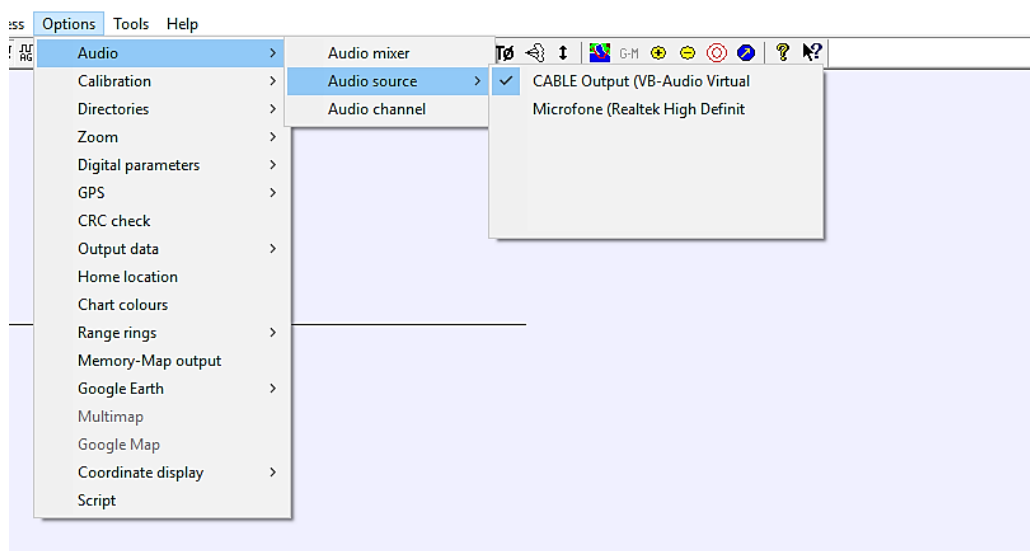 ess Options Tools Help
AG TØ G-M
Audio
Audio mixer
Calibration
Audio source
CABLE Output (VB-Audio Virtual
Directories
Audio channel
Microfone (Realtek High Definit
Zoom
Digital parameters
GPS
CRC check
Output data
Home location
Chart colours
Range rings
Memory-Map output
Google Earth
Multimap
Google Map
Coordinate display
Script